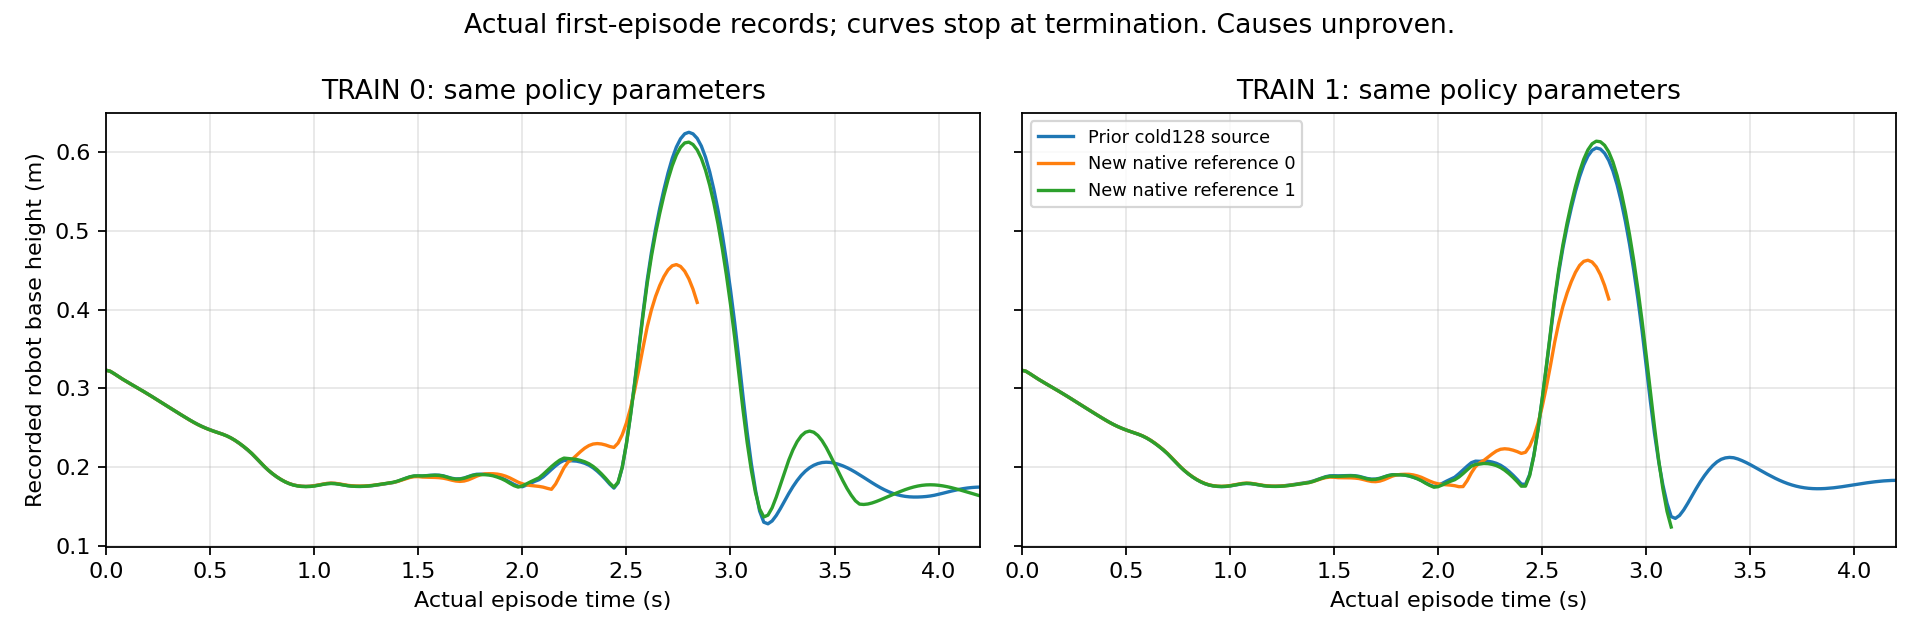 Actual first-episode records; curves stop at termination. Causes unproven.
TRAIN 0: same policy parameters
Recorded robot base height (m)
0.6
0.5
0.4
0.3
0.2
0.1
0.0 0.5 1.0 1.5 2.0 2.5 3.0 3.5 4.0
Actual episode time (s)
TRAIN 1: same policy parameters
Prior cold128 source
New native reference 0
New native reference 1
0.0 0.5 1.0 1.5 2.0 2.5 3.0 3.5 4.0
Actual episode time (s)